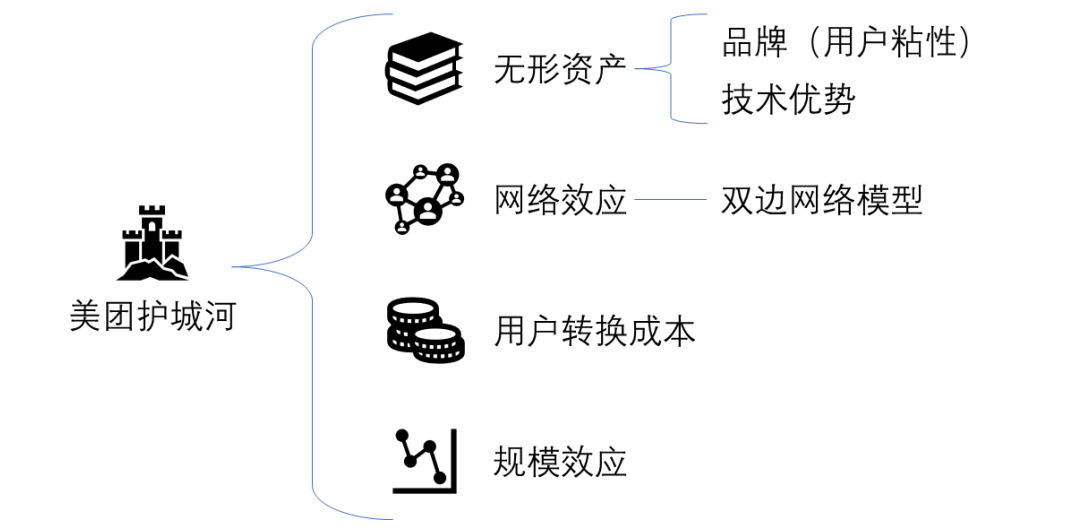 美团护城河
无形资产
品牌（用户粘性）
技术优势
网络效应
双边网络模型
用户转换成本
规模效应